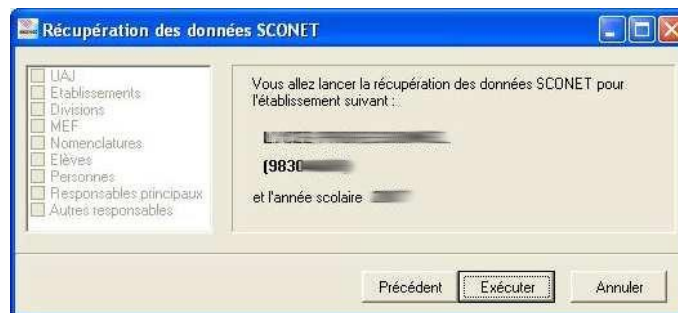 Récupération des données SCONET
UAJ
Etablissements
Divisions
MEF
Nomenclatures
Elèves
Personnes
Responsables principaux
Autres responsables
Vous allez lancer la récupération des données SCONET pour
l'établissement suivant :
(9830
et l'année scolaire
Précédent
Exécuter
Annuler